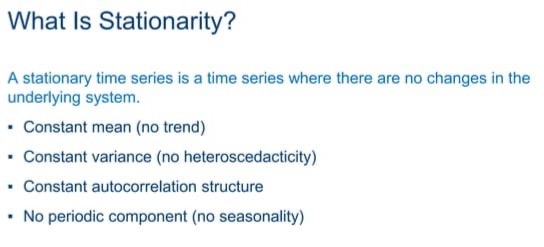 What Is Stationarity?
A stationary time series is a time series where there are no changes in the
underlying system.
▪ Constant mean (no trend)
▪ Constant variance (no heteroscedacticity)
▪ Constant autocorrelation structure
▪ No periodic component (no seasonality)